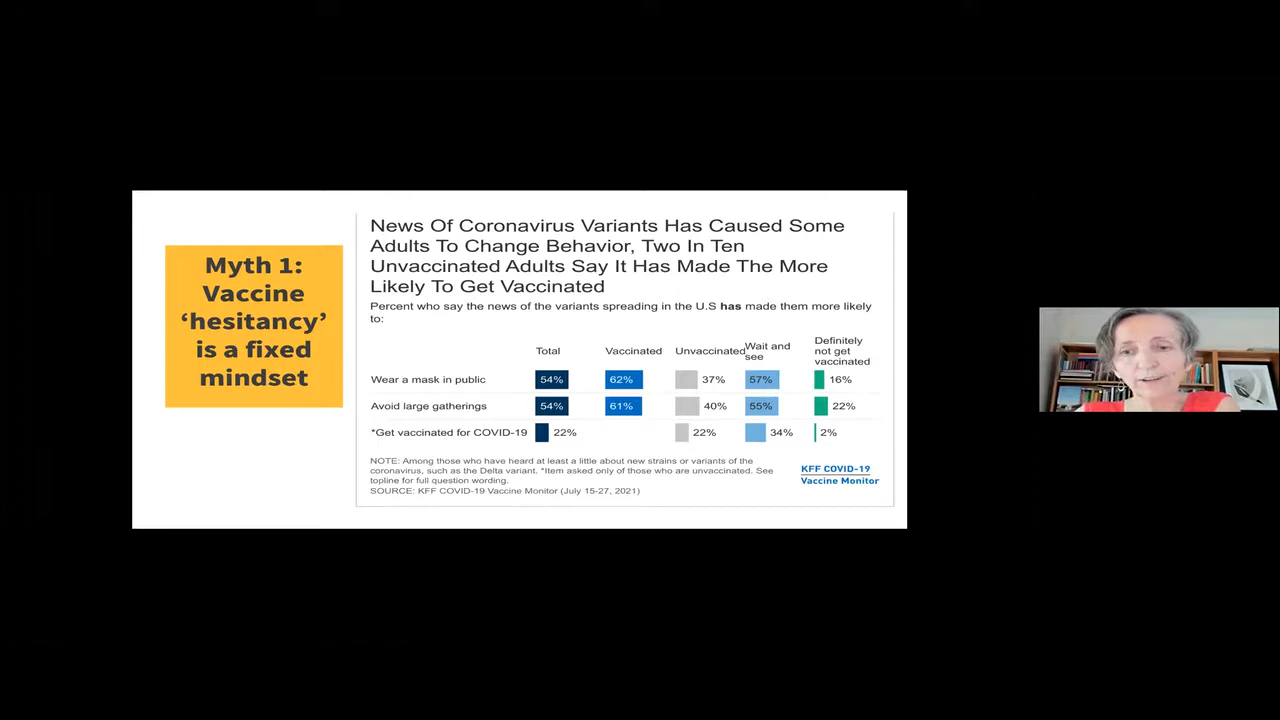 Myth 1:
Vaccine
‘hesitancy’
is a fixed
mindset
News Of Coronavirus Variants Has Caused Some
Adults To Change Behavior, Two In Ten
Unvaccinated Adults Say It Has Made The More
Likely To Get Vaccinated
Percent who say the news of the variants spreading in the U.S has made them more likely
to:
Total Vaccinated Unvaccinated Wait and see Definitely not get vaccinated
Wear a mask in public 54% 62% 37% 57% 16%
Avoid large gatherings 54% 61% 40% 55% 22%
*Get vaccinated for COVID-19 22% 22% 34% 2%
NOTE: Among those who have heard at least a little about new strains or variants of the
coronavirus, such as the Delta variant. *Item asked only of those who are unvaccinated. See
topline for full question wording.
SOURCE: KFF COVID-19 Vaccine Monitor (July 15-27, 2021)
KFF COVID-19
Vaccine Monitor